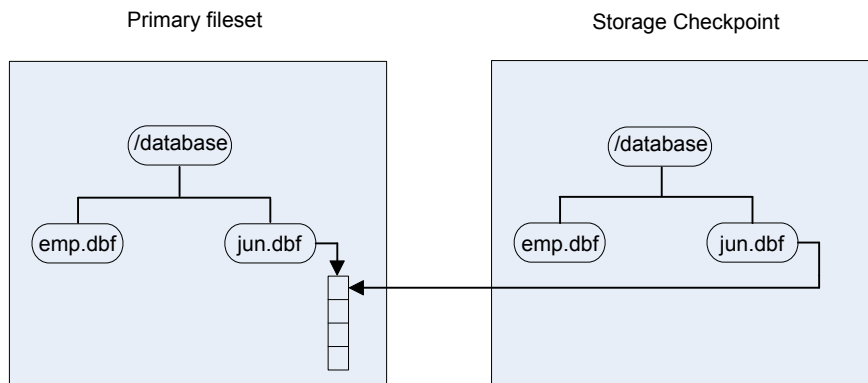 Primary fileset
Storage Checkpoint
/database
/database
emp.dbf
jun.dbf
emp.dbf
jun.dbf